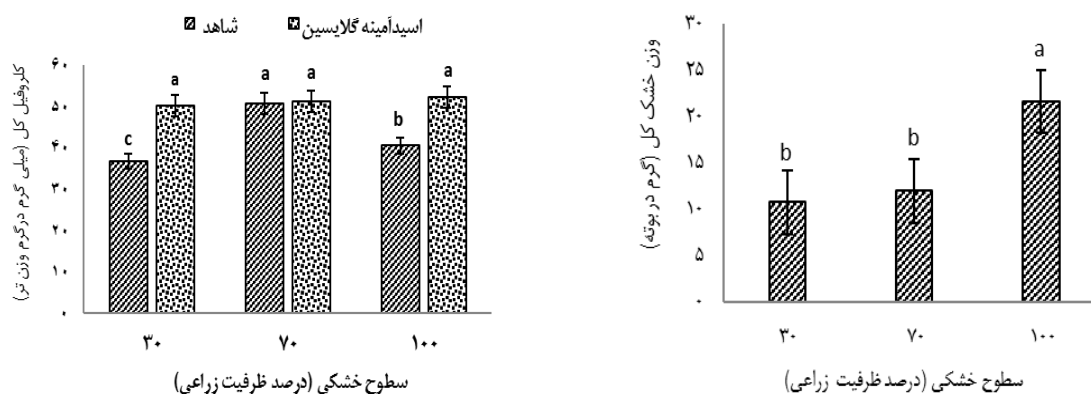 شاهد
اسیدآمینه گلایسین
کلروفیل کل (میلی گرم درگرم وزن تر)
۶۰
۵۰
۴۰
۳۰
۲۰
۱۰
۰
c
a
a
a
b
a
۳۰
۷۰
۱۰۰
سطوح خشکی (درصد ظرفیت زراعی)
وزن خشک کل (گرم در بوته)
۳۰
۲۵
۲۰
۱۵
۱۰
۵
۰
b
b
a
۳۰
۷۰
۱۰۰
سطوح خشکی (درصد ظرفیت زراعی)